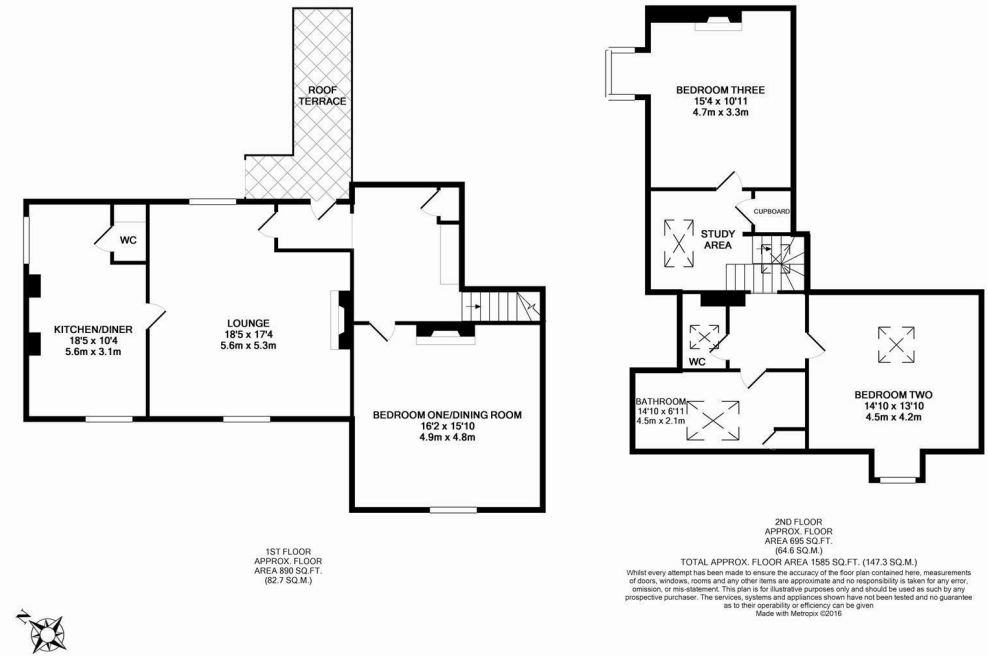 ROOF
TERRACE
WC
KITCHEN/DINER
18'5 x 10'4
5.6m x 3.1m
LOUNGE
18'5 x 17'4
5.6m x 5.3m
BEDROOM ONE/DINING ROOM
16'2 x 15'10
4.9m x 4.8m
1ST FLOOR
APPROX. FLOOR
AREA 890 SQ.FT.
(82.7 SQ.M.)
N
BEDROOM THREE
15'4 x 10'11
4.7m x 3.3m
CUPBOARD
STUDY
AREA
WC
BATHROOM
14'10 x 6'11
4.5m x 2.1m
BEDROOM TWO
14'10 x 13'10
4.5m x 4.2m
2ND FLOOR
APPROX. FLOOR
AREA 695 SQ.FT.
(64.6 SQ.M.)
TOTAL APPROX. FLOOR AREA 1585 SQ.FT. (147.3 SQ.M.)
Whilst every attempt has been made to ensure the accuracy of the floor plan contained here, measurements
of doors, windows, rooms and any other items are approximate and no responsibility is taken for any error,
omission, or mis-statement. This plan is for illustrative purposes only and should be used as such by any
prospective purchaser. The services, systems and appliances shown have not been tested and no guarantee
as to their operability or efficiency can be given
Made with Metropix ©2016